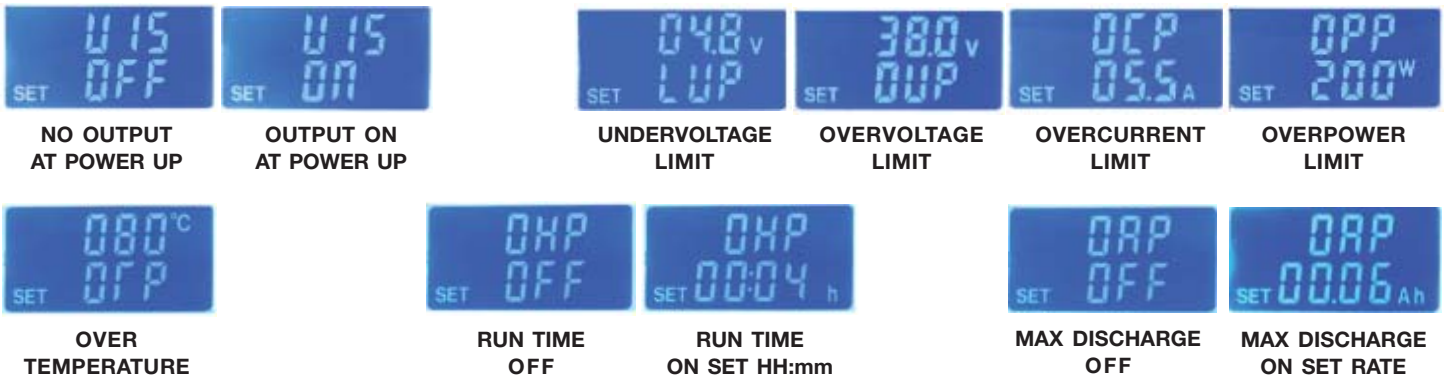 U IS
SET OFF
NO OUTPUT
AT POWER UP
U IS
SET ON
OUTPUT ON
AT POWER UP
04.8 V
SET LUP
UNDERVOLTAGE
LIMIT
38.0 V
SET OUP
OVERVOLTAGE
LIMIT
OCP
SET 05.5 A
OVERCURRENT
LIMIT
OPP
SET 200 W
OVERPOWER
LIMIT
080 °C
SET OTP
OVER
TEMPERATURE
OHP
SET OFF
RUN TIME
OFF
OHP
SET 00:04 h
RUN TIME
ON SET HH:mm
OAP
SET OFF
MAX DISCHARGE
OFF
OAP
SET 00.06 Ah
MAX DISCHARGE
ON SET RATE